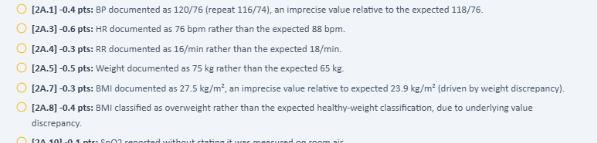 [2A.1] -0.4 pts: BP documented as 120/76 (repeat 116/74), an imprecise value relative to the expected 118/76.
[2A.3] -0.6 pts: HR documented as 76 bpm rather than the expected 88 bpm.
[2A.4] -0.3 pts: RR documented as 16/min rather than the expected 18/min.
[2A.5] -0.5 pts: Weight documented as 75 kg rather than the expected 65 kg.
[2A.7] -0.3 pts: BMI documented as 27.5 kg/m², an imprecise value relative to expected 23.9 kg/m² (driven by weight discrepancy).
[2A.8] -0.4 pts: BMI classified as overweight rather than the expected healthy-weight classification, due to underlying value
discrepancy.
[2A.10] -0.1 pts: SpO2 reported without stating it was measured on room air.